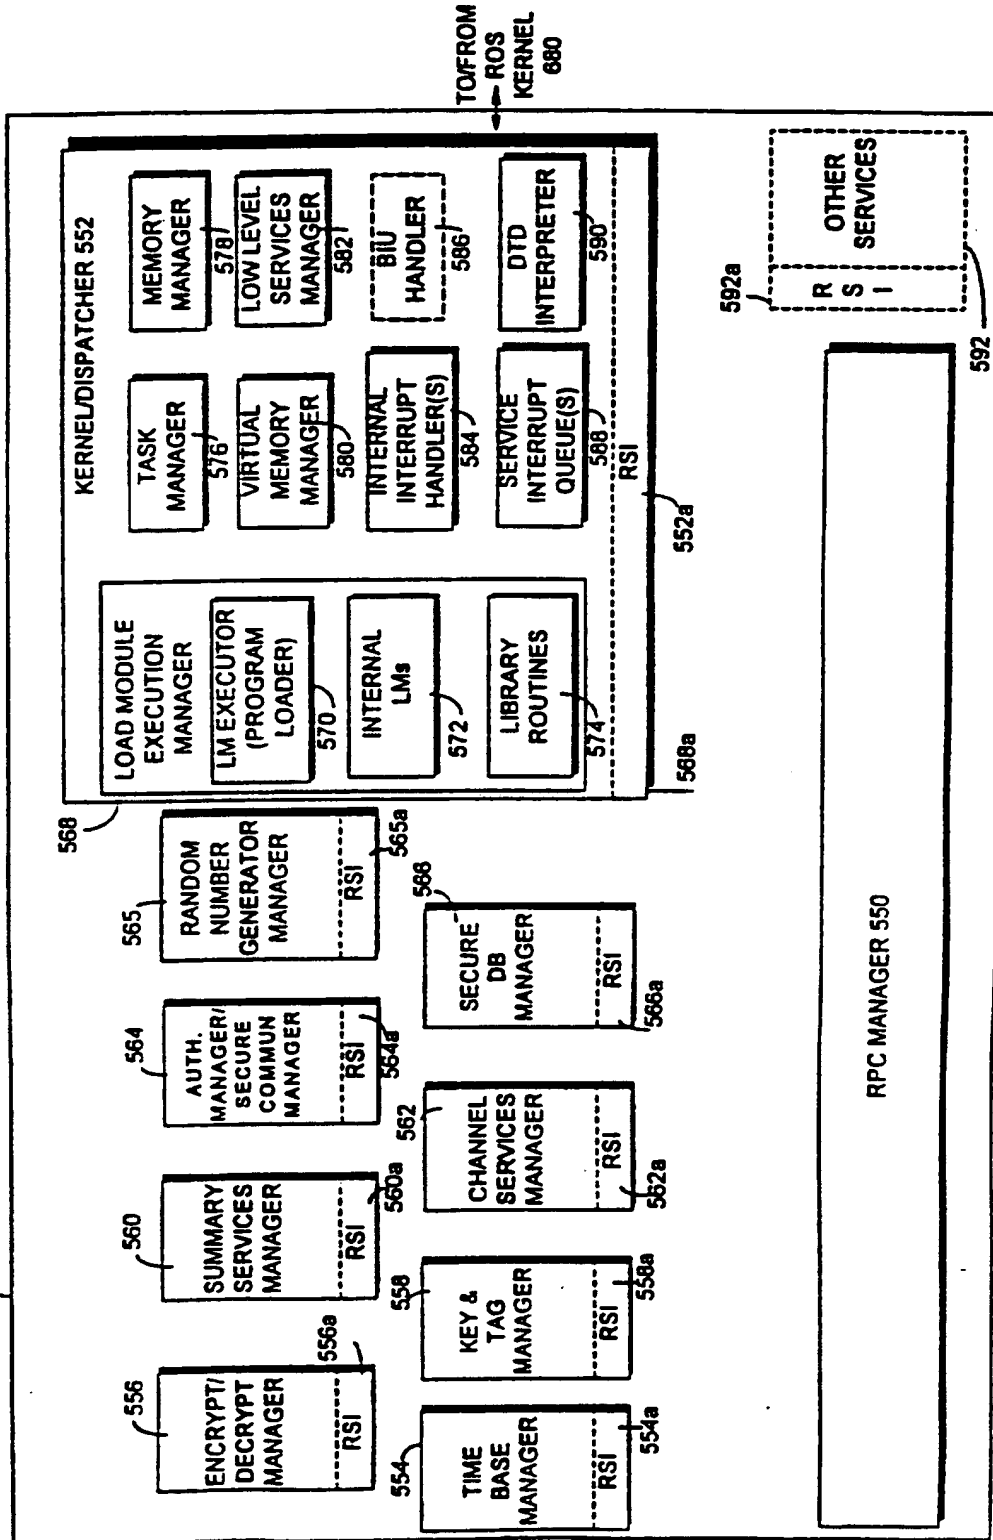 KERNEL/DISPATCHER 552
568
LOAD MODULE
EXECUTION
MANAGER
LM EXECUTOR
(PROGRAM
LOADER)
570
INTERNAL
LMs
572
LIBRARY
ROUTINES
574
568a
TASK
MANAGER
576
MEMORY
MANAGER
578
VIRTUAL
MEMORY
MANAGER
580
LOW LEVEL
SERVICES
MANAGER
582
INTERNAL
INTERRUPT
HANDLER(S)
584
BIU
HANDLER
586
SERVICE
INTERRUPT
QUEUE(S)
588
DTD
INTERPRETER
590
RSI
552a
TO/FROM
ROS
KERNEL
680
556
ENCRYPT/
DECRYPT
MANAGER
RSI
556a
560
SUMMARY
SERVICES
MANAGER
RSI
560a
564
AUTH.
MANAGER/
SECURE
COMMUN
MANAGER
RSI
564a
565
RANDOM
NUMBER
GENERATOR
MANAGER
RSI
565a
554
TIME
BASE
MANAGER
RSI
554a
558
KEY &
TAG
MANAGER
RSI
558a
562
CHANNEL
SERVICES
MANAGER
RSI
562a
566
SECURE
DB
MANAGER
RSI
566a
592a
RSI
OTHER
SERVICES
592
RPC MANAGER 550